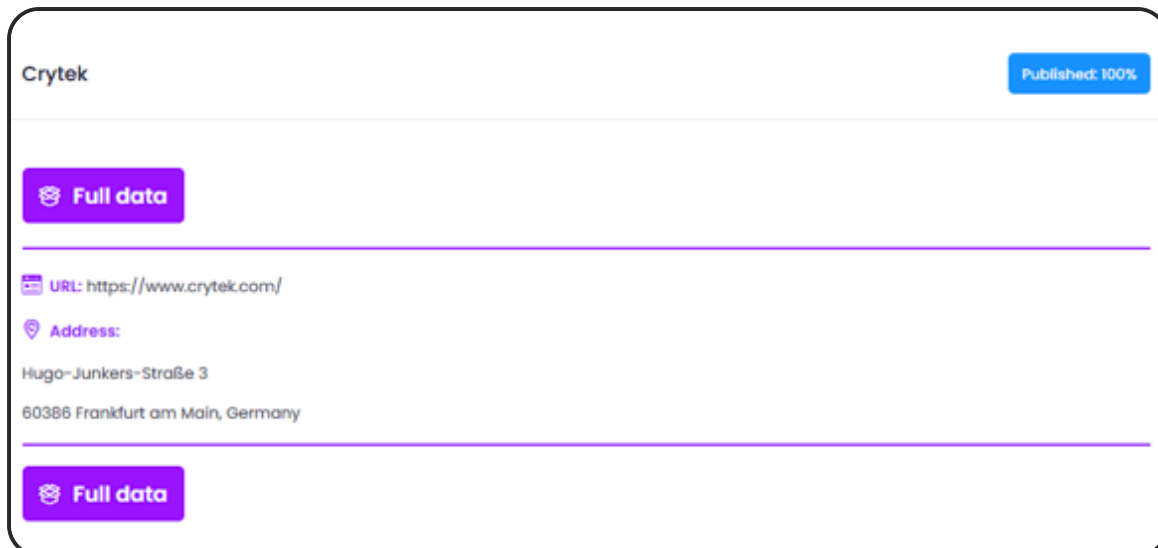 Crytek
Published: 100%
Full data
URL: https://www.crytek.com/
Address:
Hugo-Junkers-Straße 3
60386 Frankfurt am Main, Germany
Full data